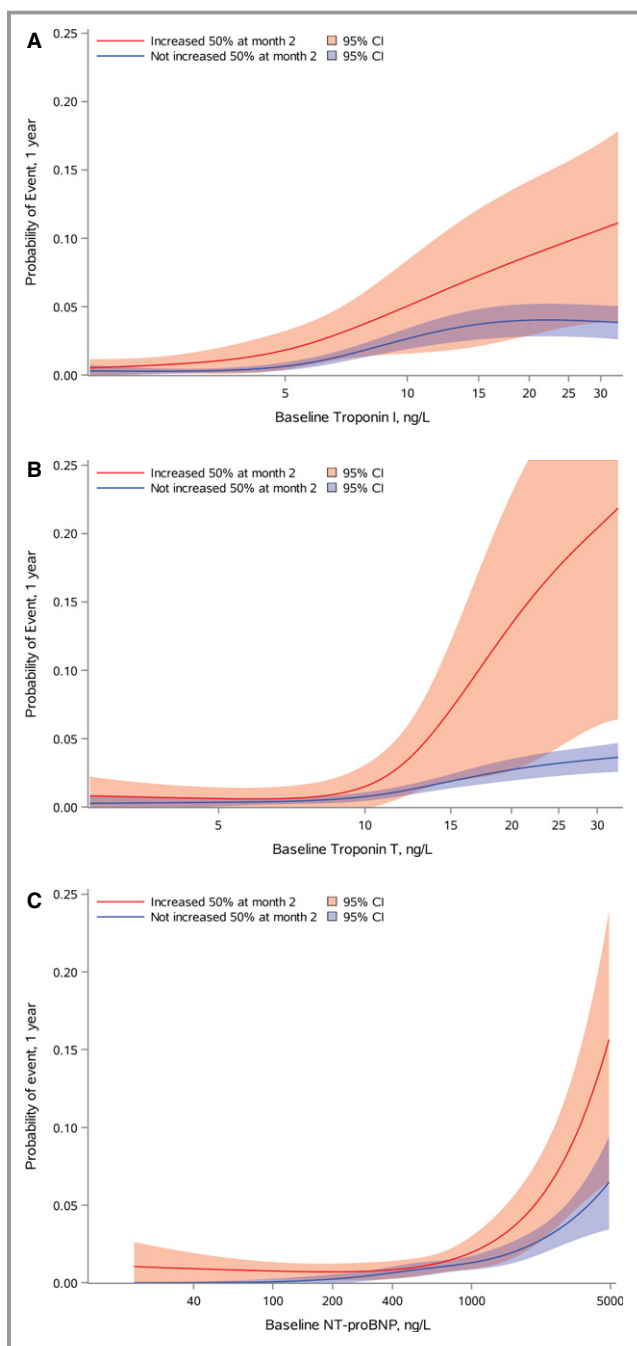 A
Increased 50% at month 2 95% CI
Not increased 50% at month 2 95% CI
0.25
0.20
0.15
0.10
0.05
0.00
Probability of Event, 1 year
5 10 15 20 25 30
Baseline Troponin I, ng/L
B
Increased 50% at month 2 95% CI
Not increased 50% at month 2 95% CI
0.25
0.20
0.15
0.10
0.05
0.00
Probability of Event, 1 year
5 10 15 20 25 30
Baseline Troponin T, ng/L
C
Increased 50% at month 2 95% CI
Not increased 50% at month 2 95% CI
0.25
0.20
0.15
0.10
0.05
0.00
Probability of event, 1 year
40 100 200 400 1000 5000
Baseline NT-proBNP, ng/L